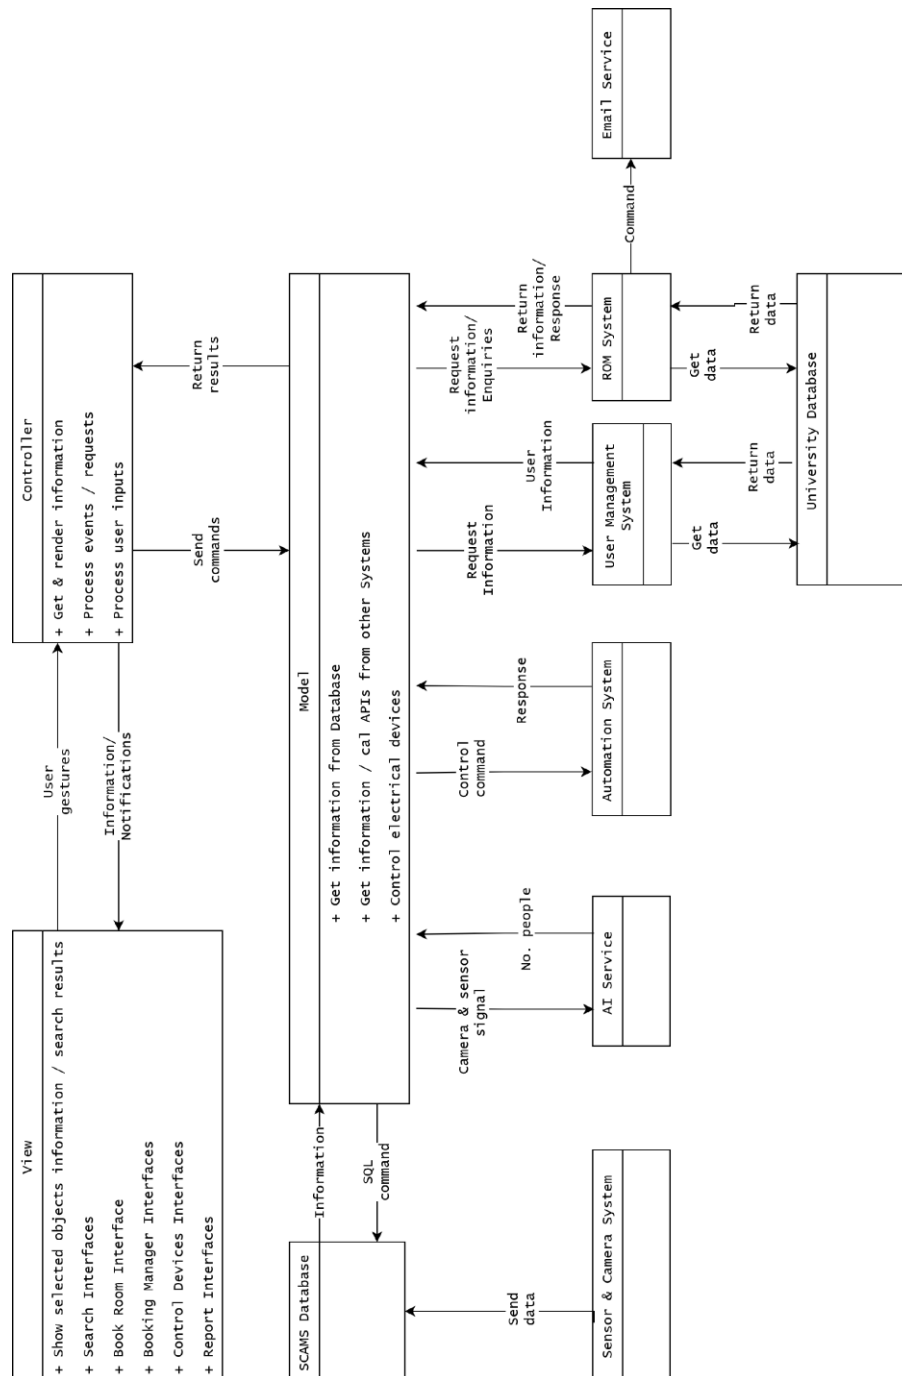 View
+ Show selected objects information / search results
+ Search Interfaces
+ Book Room Interface
+ Booking Manager Interfaces
+ Control Devices Interfaces
+ Report Interfaces
User
gestures
Information/
Notifications
Controller
+ Get & render information
+ Process events / requests
+ Process user inputs
Send
commands
Return
results
SCAMS Database
Information
SQL
command
Model
+ Get information from Database
+ Get information / cal APIs from other Systems
+ Control electrical devices
Send
data
Camera & sensor
signal
No. people
Control
command
Response
Request
Information
User
Information
Request
information/
Enquiries
Return
information/
Response
Sensor & Camera System
AI Service
Automation System
User Management
System
ROM System
Command
Email Service
Get
data
Return
data
Get
data
Return
data
University Database